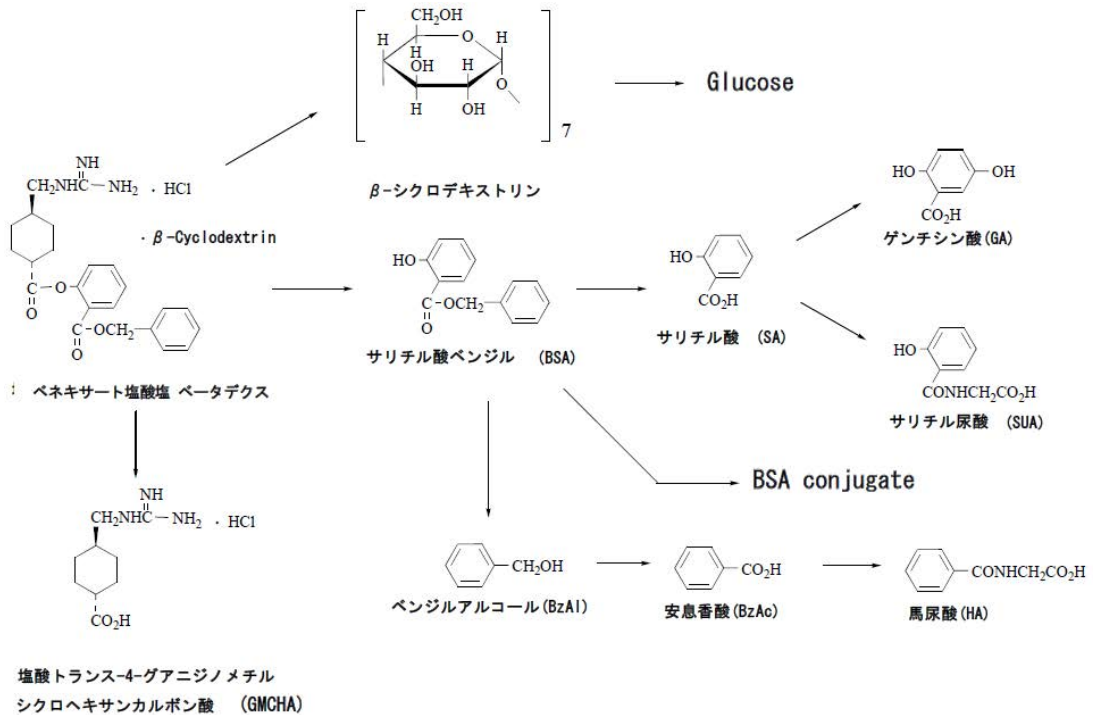 CH₂OH
H
O
H
H
OH
H
H
OH
O
7
Glucose
β-シクロデキストリン
NH
CH₂NHC–NH₂ · HCl
· β-Cyclodextrin
C–O
O
C–OCH₂
O
ベネキサート塩酸塩 ベータデクス
HO
C–OCH₂
O
サリチル酸ベンジル (BSA)
HO
CO₂H
サリチル酸 (SA)
HO
OH
CO₂H
ゲンチシン酸(GA)
HO
CONHCH₂CO₂H
サリチル尿酸 (SUA)
BSA conjugate
NH
CH₂NHC–NH₂ · HCl
CO₂H
塩酸トランス-4-グアニジノメチル
シクロヘキサンカルボン酸 (GMCHA)
CH₂OH
ベンジルアルコール(BzAl)
CO₂H
安息香酸(BzAc)
CONHCH₂CO₂H
馬尿酸(HA)